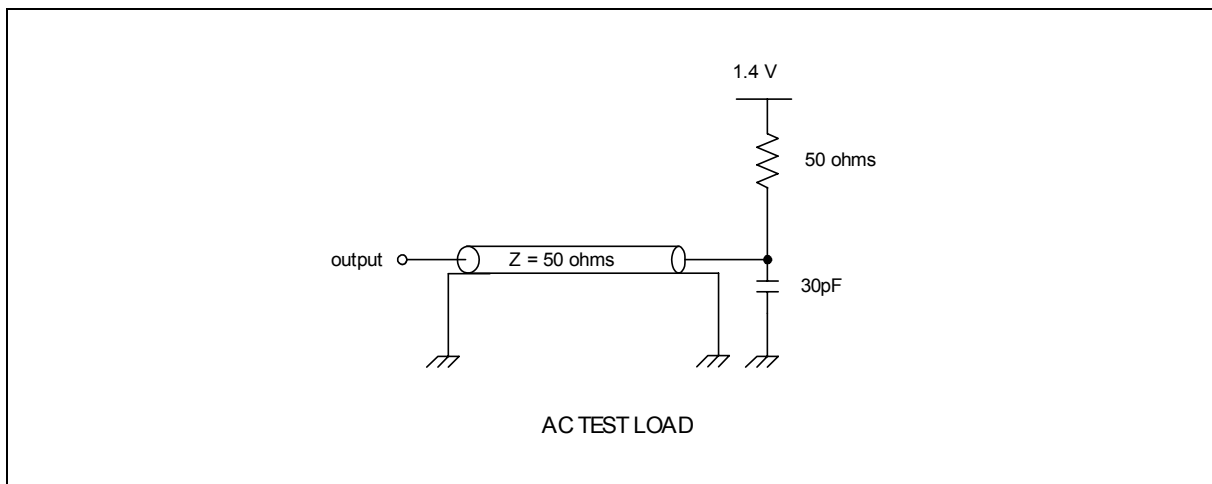 1.4 V
50 ohms
output
Z = 50 ohms
30pF
AC TEST LOAD